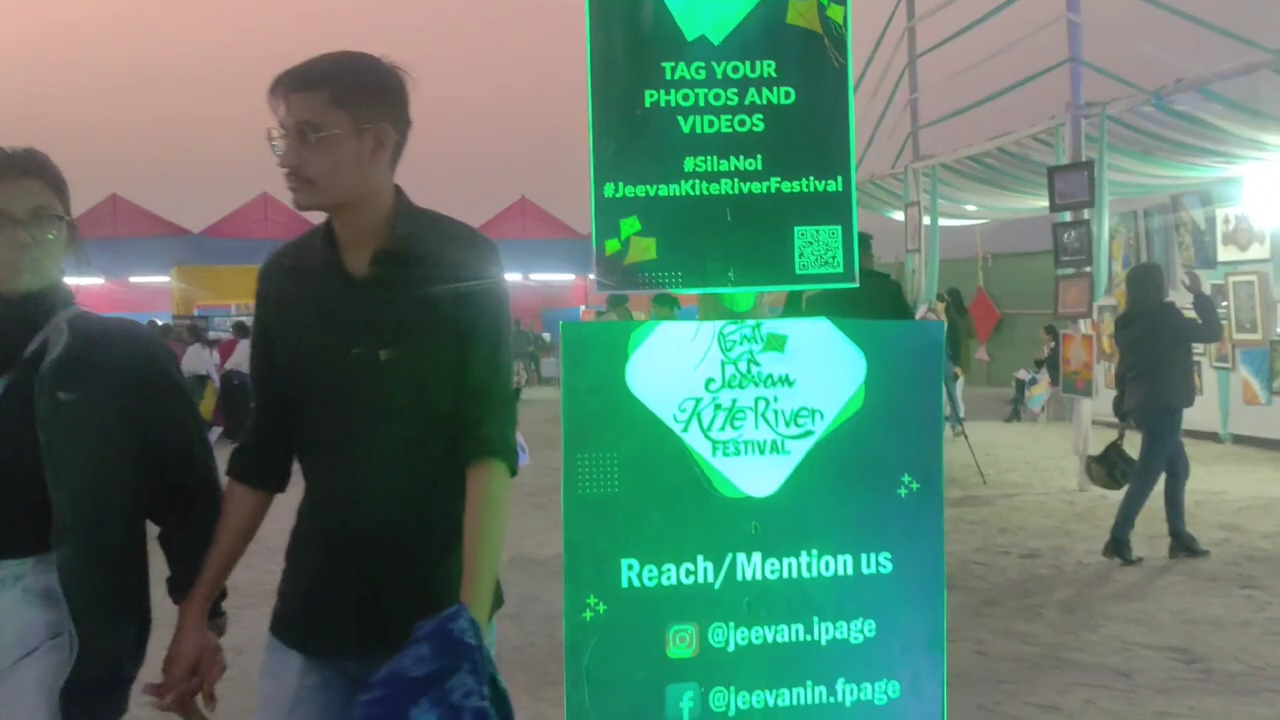 TAG YOUR
PHOTOS AND
VIDEOS
#SilaNoi
#JeevanKiteRiverFestival
Jeevan
Kite River
FESTIVAL
Reach/Mention us
@jeevan.ipage
@jeevanin.fpage